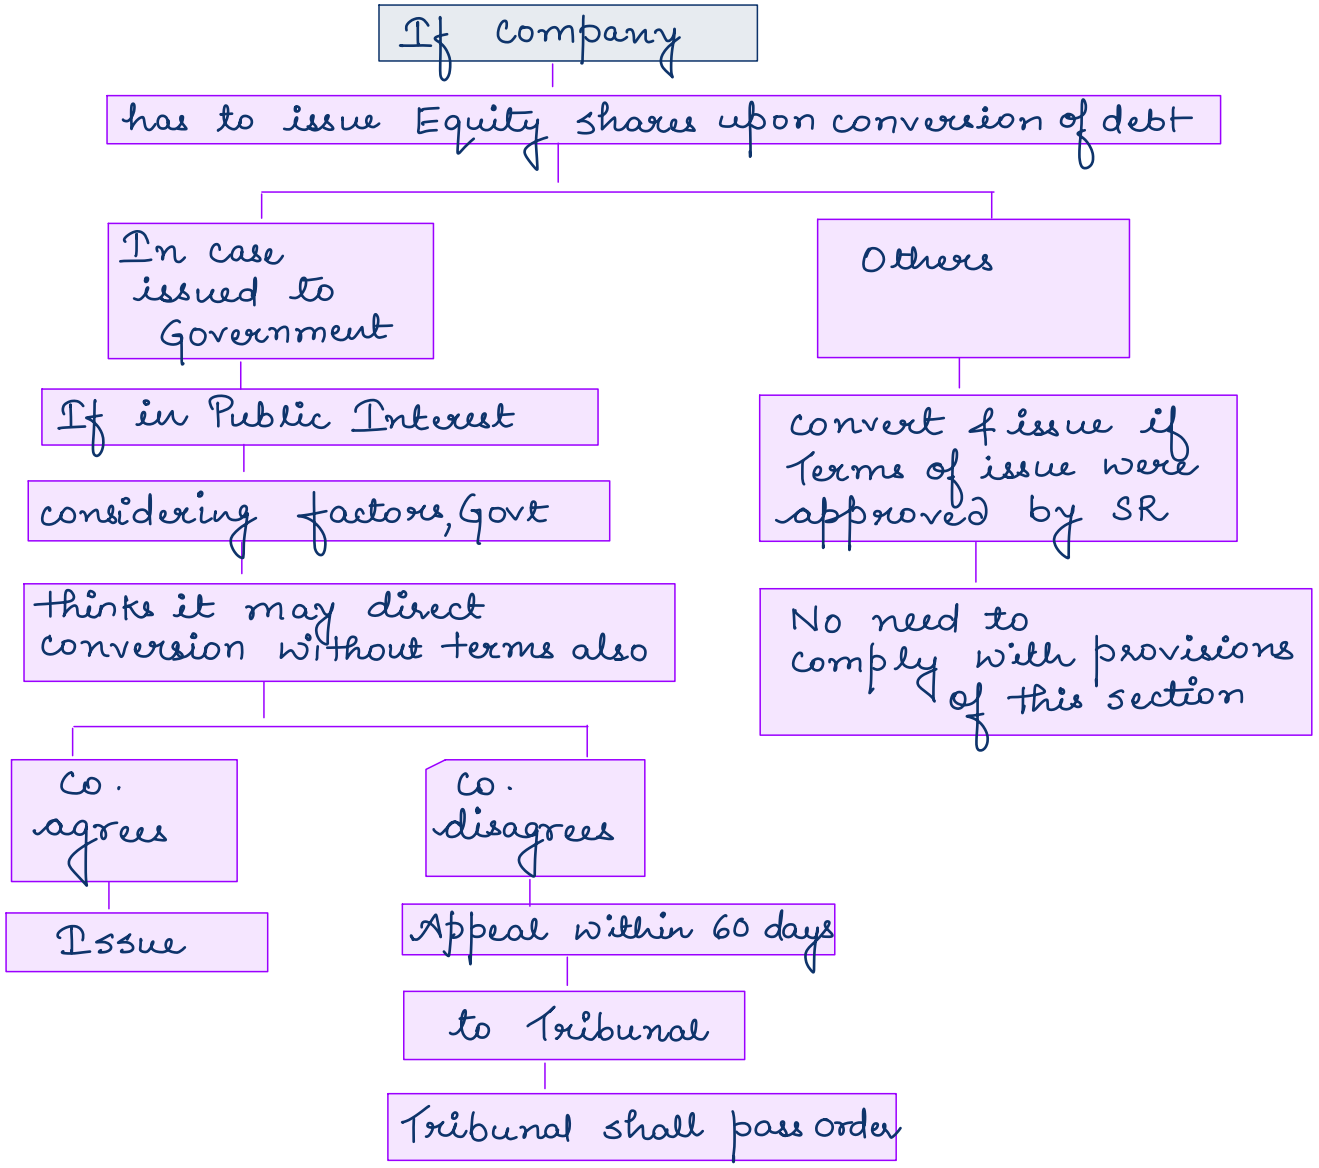 If company
has to issue Equity shares upon conversion of debt
In case
issued to
Government
Others
If in Public Interest
convert & issue if
Terms of issue were
approved by SR
considering factors, Govt
thinks it may direct
conversion without terms also
No need to
comply with provisions
of this section
Co.
agrees
Co.
disagrees
Issue
Appeal within 60 days
to Tribunal
Tribunal shall pass order